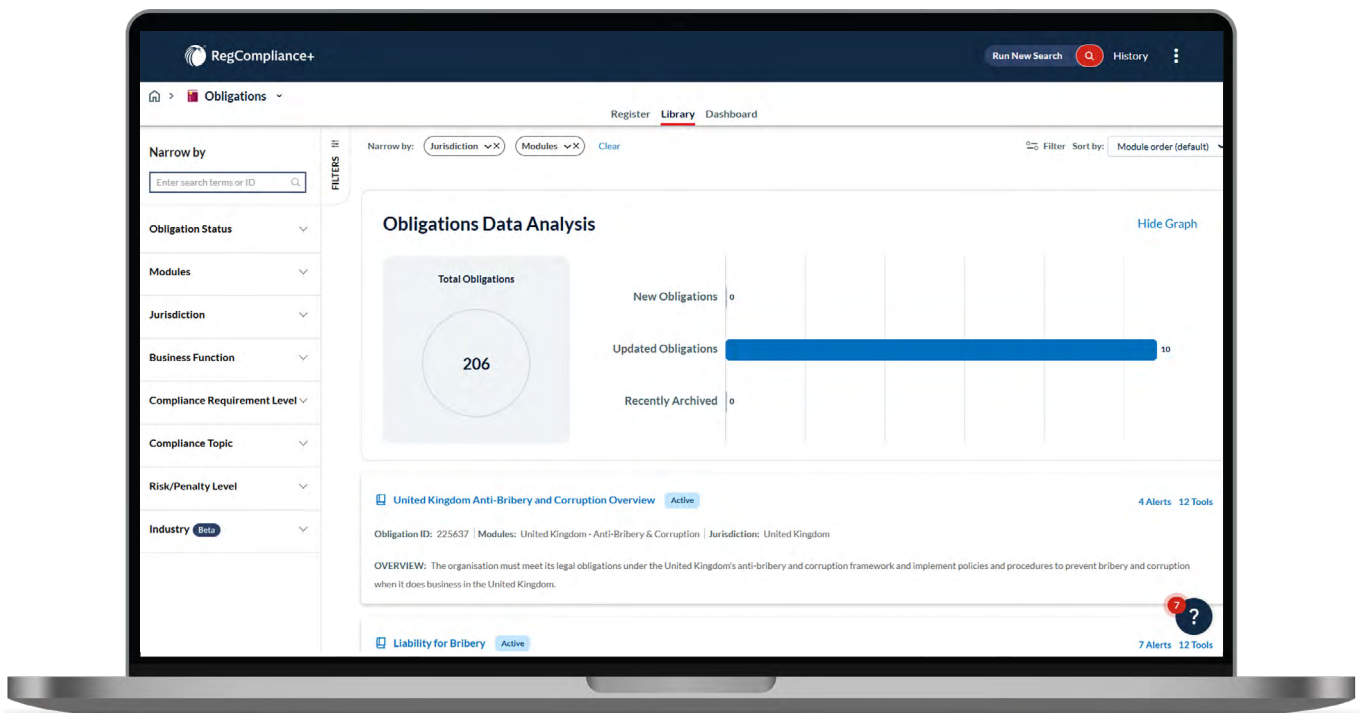 RegCompliance+
Run New Search
History
Obligations
Register Library Dashboard
Narrow by
Enter search terms or ID
FILTERS
Obligation Status
Modules
Jurisdiction
Business Function
Compliance Requirement Level
Compliance Topic
Risk/Penalty Level
Industry Beta
Narrow by: Jurisdiction Modules Clear
Filter Sort by: Module order (default)
Obligations Data Analysis
Hide Graph
Total Obligations
206
New Obligations 0
Updated Obligations 10
Recently Archived 0
United Kingdom Anti-Bribery and Corruption Overview Active
4 Alerts 12 Tools
Obligation ID: 225637 Modules: United Kingdom - Anti-Bribery & Corruption Jurisdiction: United Kingdom
OVERVIEW: The organisation must meet its legal obligations under the United Kingdom's anti-bribery and corruption framework and implement policies and procedures to prevent bribery and corruption
when it does business in the United Kingdom.
7
?
Liability for Bribery Active
7 Alerts 12 Tools